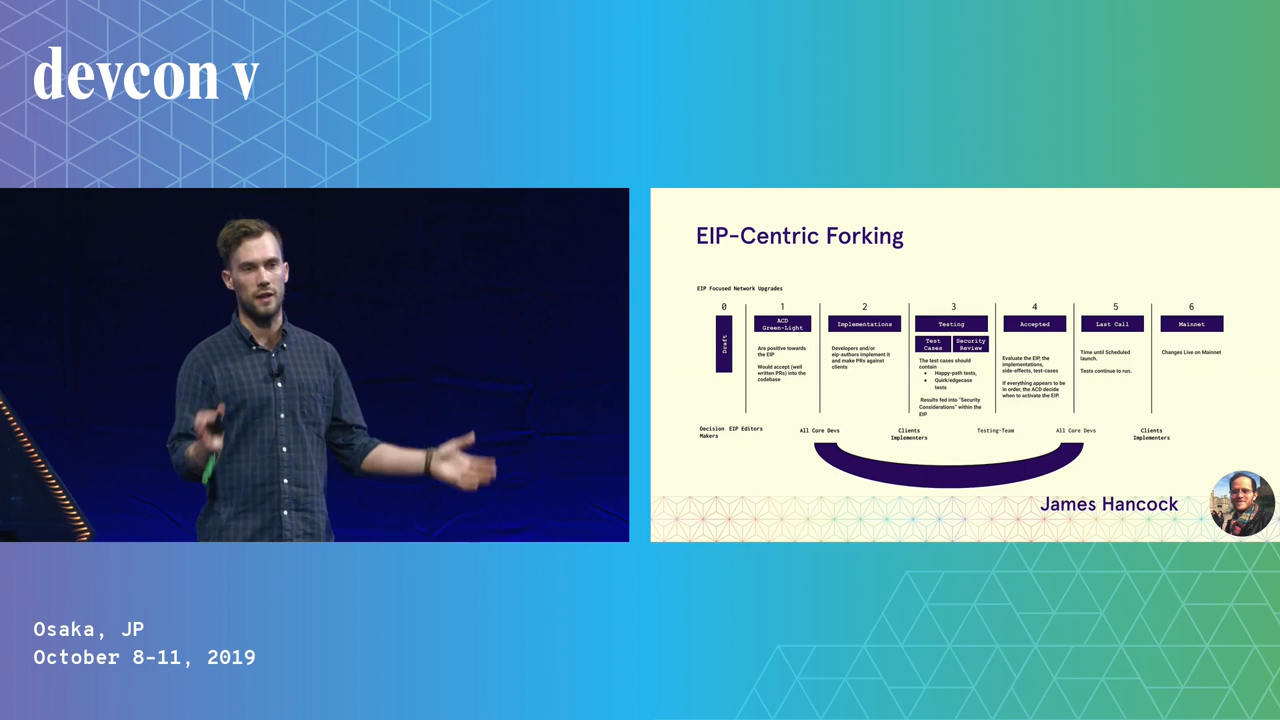 devcon v
EIP-Centric Forking
EIP Focused Network Upgrades
0
1
2
3
4
5
6
Draft
ACD
Green-Light
Are positive towards
the EIP
Would accept (well
written PRs) into the
codebase
Implementations
Developers and/or
eip-authors implement it
and make PRs against
clients
Testing
Test
Cases
Security
Review
The test cases should
contain
● Happy-path tests,
● Quirk/edgecase
tests
Results fed into "Security
Considerations" within the
EIP
Accepted
Evaluate the EIP, the
implementations,
side-effects, test-cases
If everything appears to be
in order, the ACD decide
when to activate the EIP.
Last Call
Time until Scheduled
launch.
Tests continue to run.
Mainnet
Changes Live on Mainnet
Decision
Makers
EIP Editors
All Core Devs
Clients
Implementers
Testing-Team
All Core Devs
Clients
Implementers
James Hancock
Osaka, JP
October 8-11, 2019